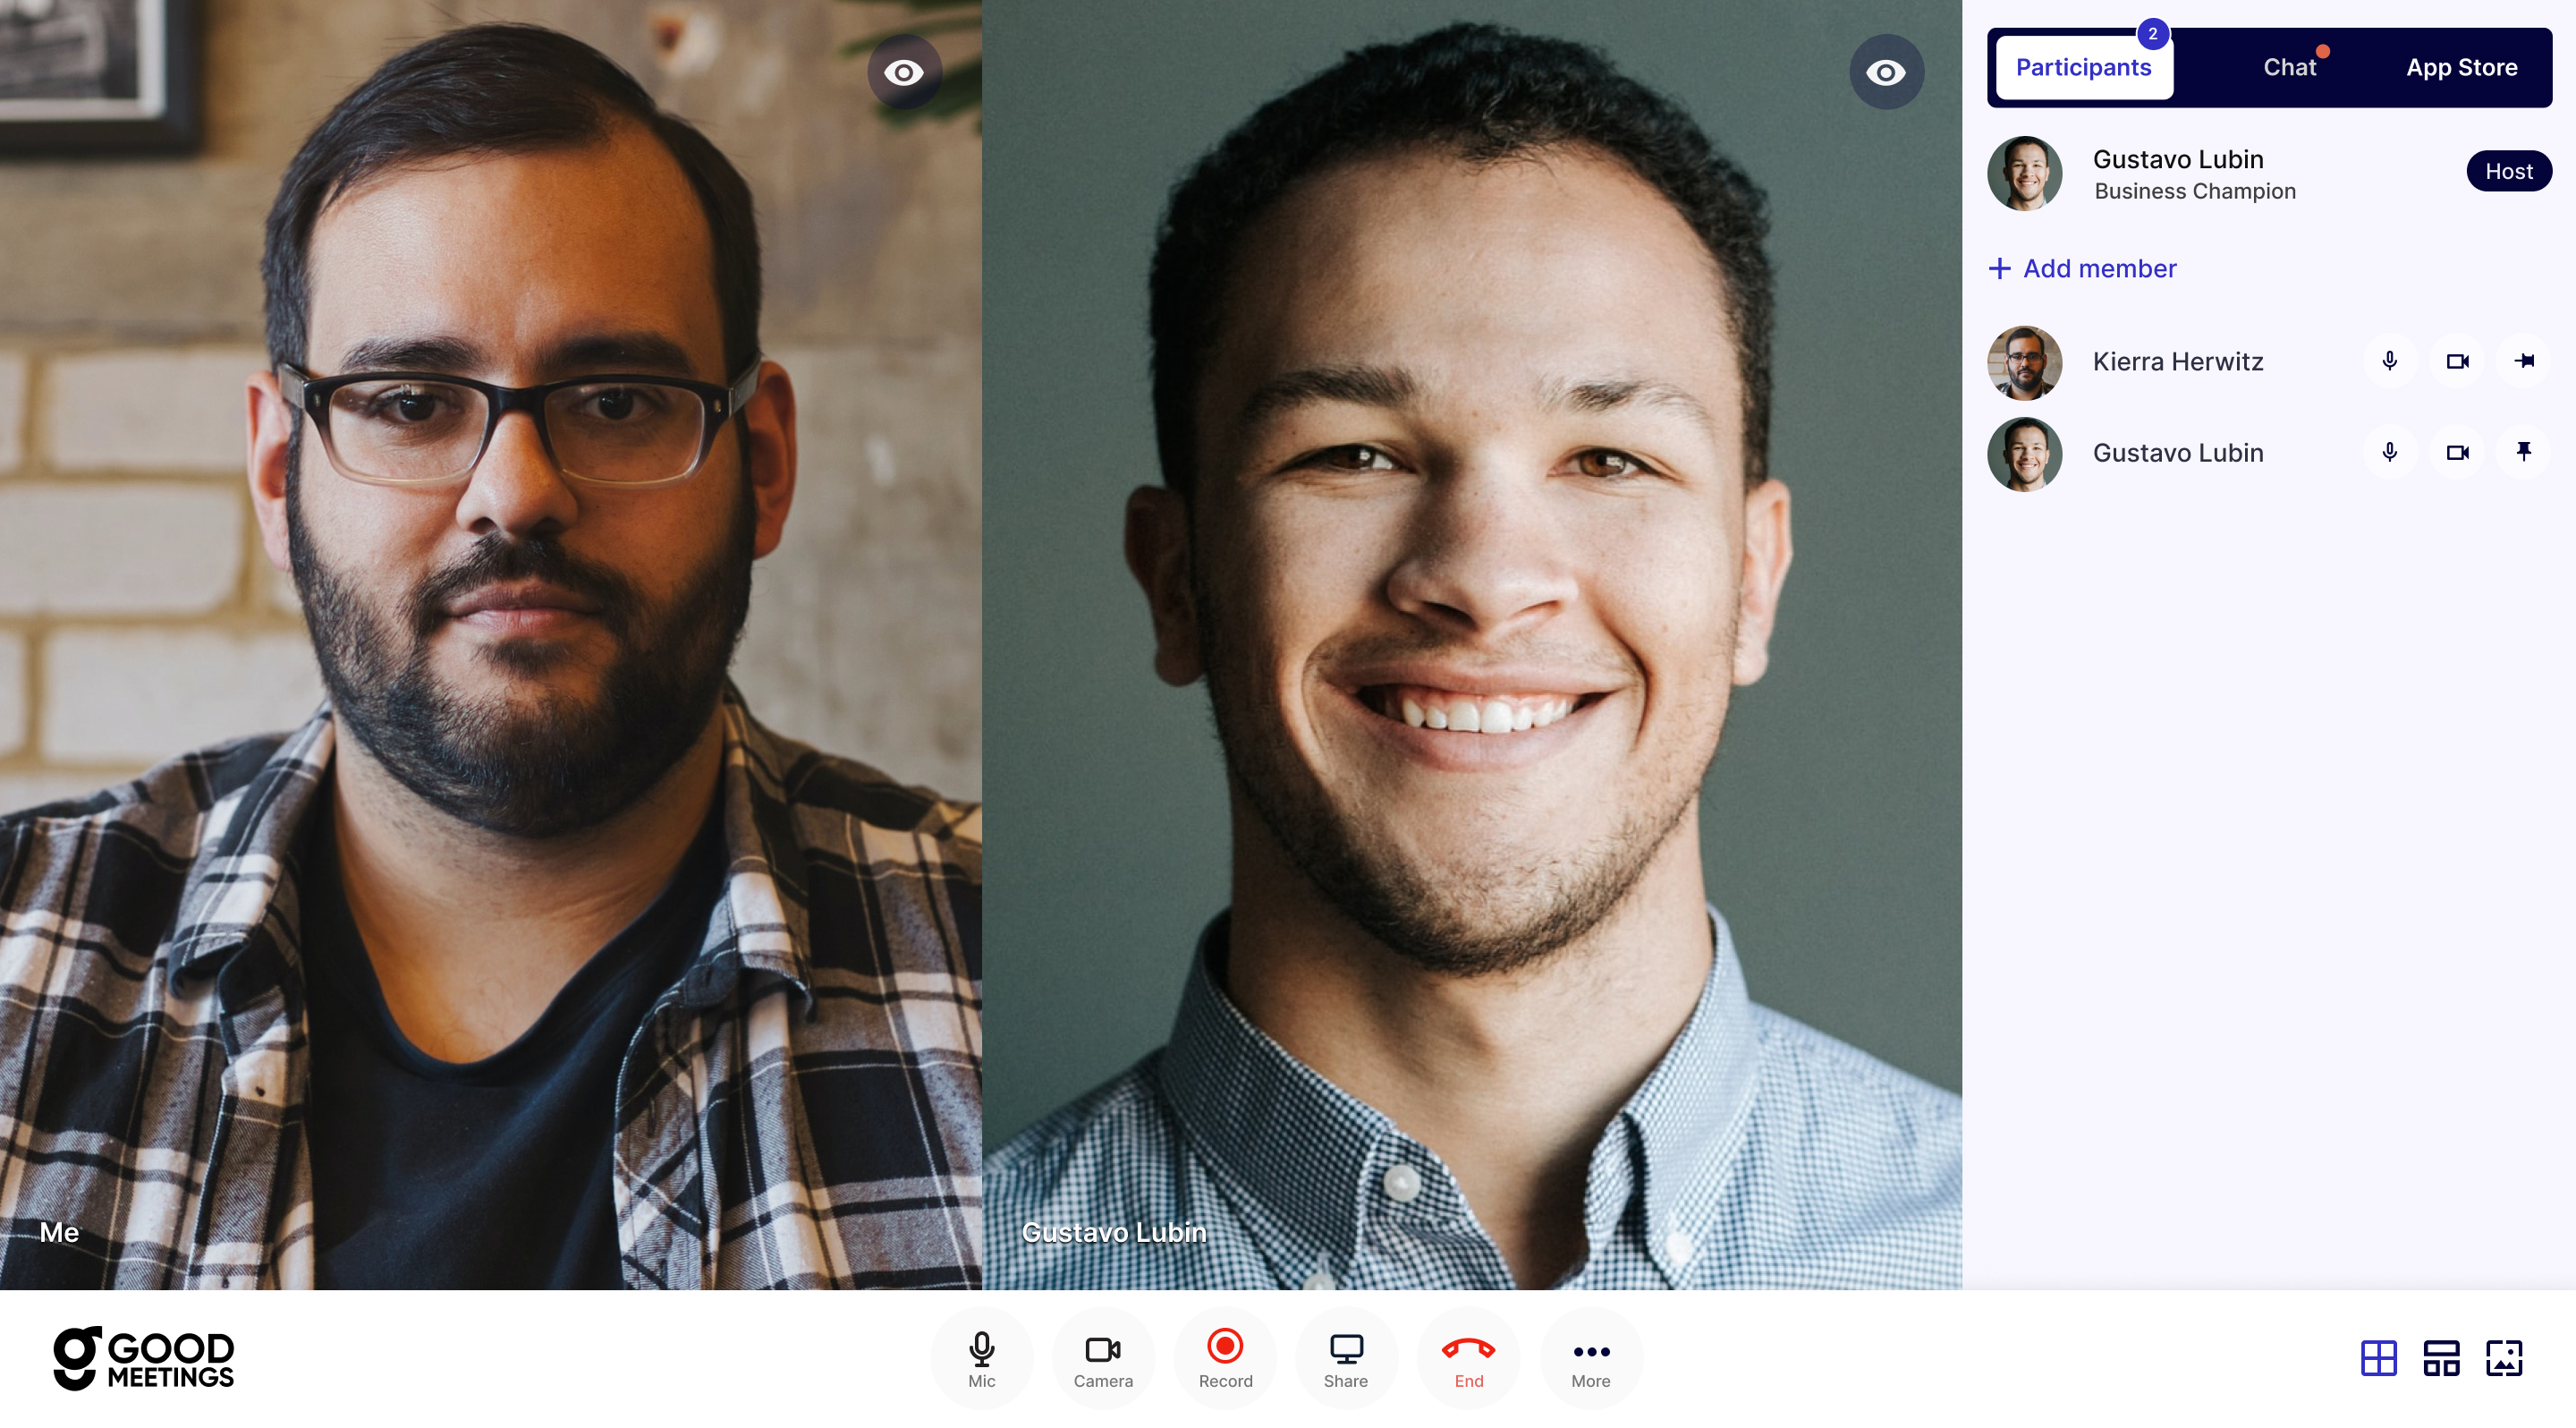 Participants
2
Chat
App Store
Gustavo Lubin
Business Champion
Host
Add member
Kierra Herwitz
Gustavo Lubin
Me
Gustavo Lubin
GOOD
MEETINGS
Mic
Camera
Record
Share
End
More